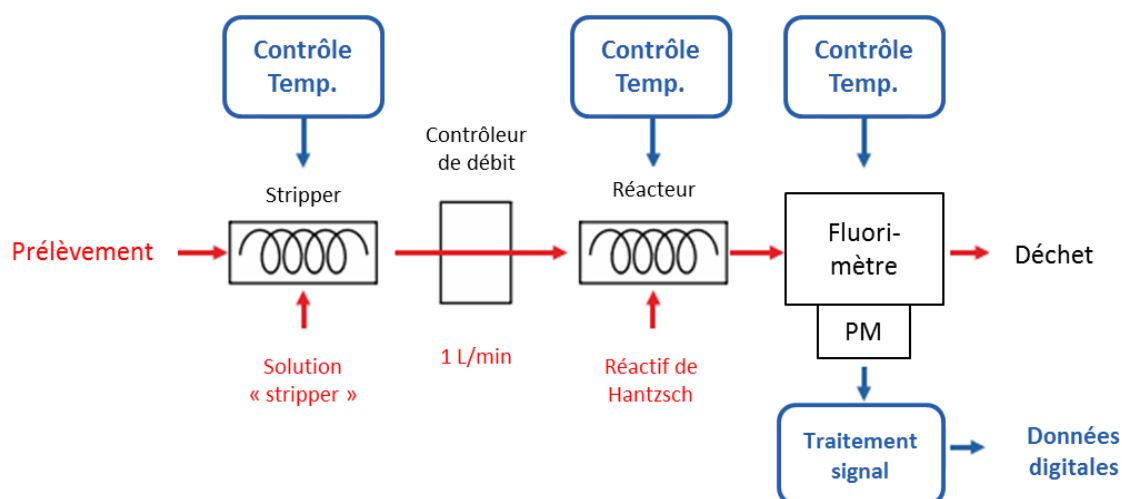 Contrôle
Temp.
Contrôle
Temp.
Contrôle
Temp.
Contrôleur
de débit
Stripper
Réacteur
Prélèvement
Fluori-
mètre
Déchet
PM
Solution
« stripper »
1 L/min
Réactif de
Hantzsch
Traitement
signal
Données
digitales